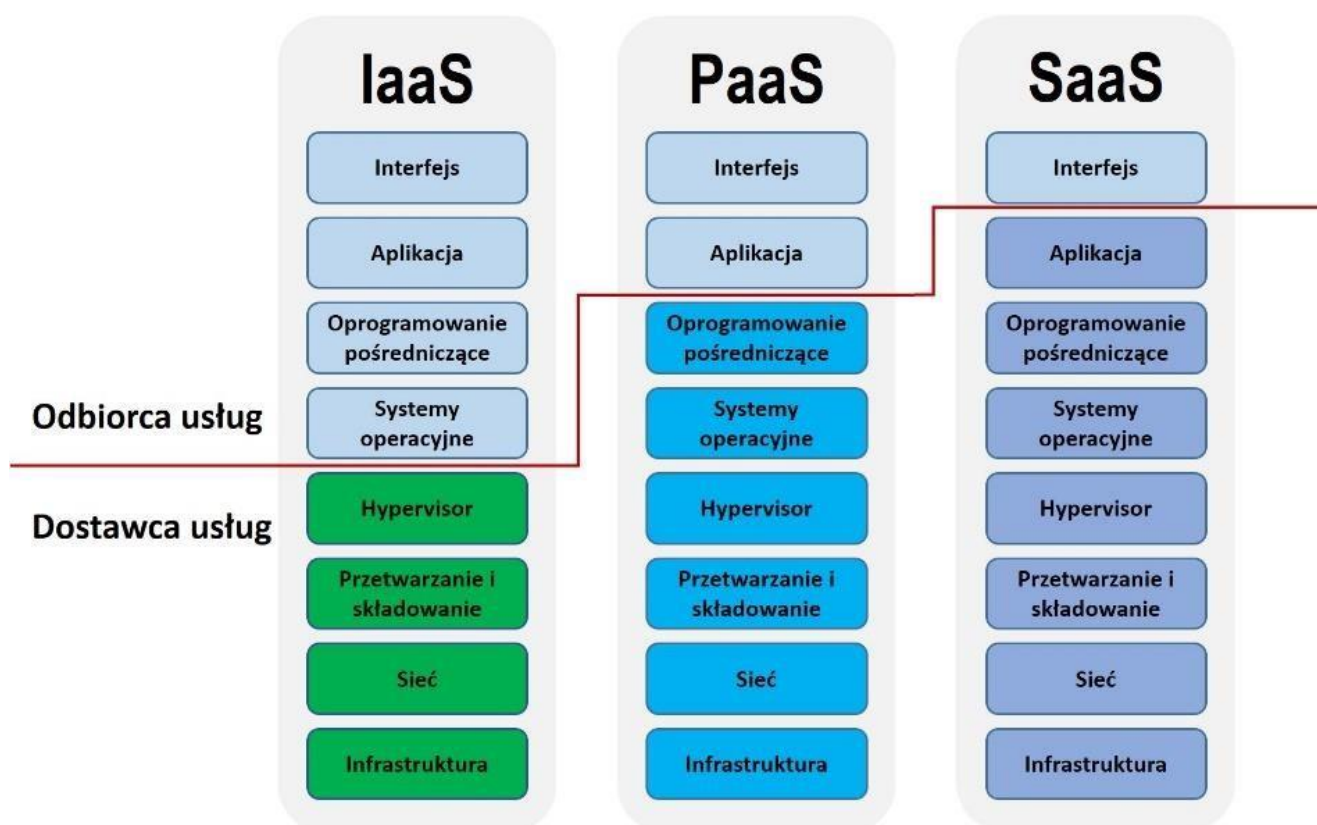 IaaS
Interfejs
Aplikacja
Oprogramowanie
pośredniczące
Systemy
operacyjne
Hypervisor
Przetwarzanie i
składowanie
Sieć
Infrastruktura
PaaS
Interfejs
Aplikacja
Oprogramowanie
pośredniczące
Systemy
operacyjne
Hypervisor
Przetwarzanie i
składowanie
Sieć
Infrastruktura
SaaS
Interfejs
Aplikacja
Oprogramowanie
pośredniczące
Systemy
operacyjne
Hypervisor
Przetwarzanie i
składowanie
Sieć
Infrastruktura
Odbiorca usług
Dostawca usług